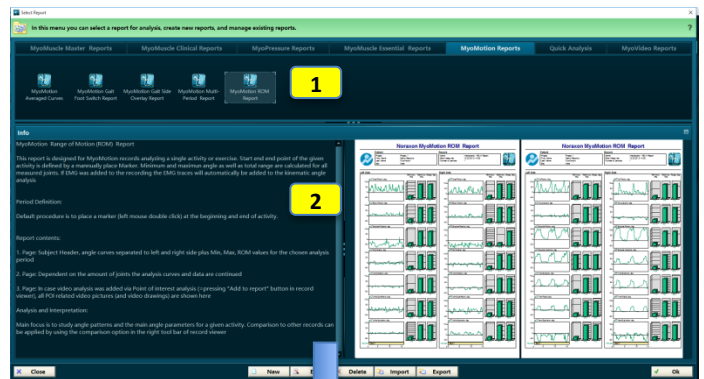 Select Report
In this menu you can select a report for analysis, create new reports, and manage existing reports.
?
MyoMuscle Master Reports
MyoMuscle Clinical Reports
MyoPressure Reports
MyoMuscle Essential Reports
MyoMotion Reports
Quick Analysis
MyoVideo Reports
MyoMotion Averaged Curves
MyoMotion Gait Foot Switch Report
MyoMotion Gait Side Overlay Report
MyoMotion Multi-Period Report
MyoMotion ROM Report
1
Info
MyoMotion Range of Motion (ROM) Report
This report is designed for MyoMotion records analysing a single activity or exercise. Start end end point of the given
activity is defined by a mannually place Marker. Minimum and maximun angle as well as total range are calculated for all
measured joints. If EMG was added to the recording the EMG traces will automatically be added to the kinematic angle
analysis
Period Definition:
Default procedure is to place a marker (left mouse double click) at the beginning and end of activity.
Report contents:
1. Page: Subject Header, angle curves separated to left and right side plus Min, Max, ROM values for the chosen analysis
period
2. Page: Dependent on the amount of joints the analysis curves and data are continued
3. Page: In case video analysis was added via Point of interest analysis (=pressing "Add to report" button in record
viewer), all POI related video pictures (and video drawings) are shown here
Analysis and Interpretation:
Main focus is to study angle patterns and the main angle parameters for a given activity. Comparison to other records can
be applied by using the comparison option in the right tool bar of record viewer
2
Noraxon MyoMotion ROM Report
Noraxon MyoMotion ROM Report
Close
New
Delete
Import
Export
Ok